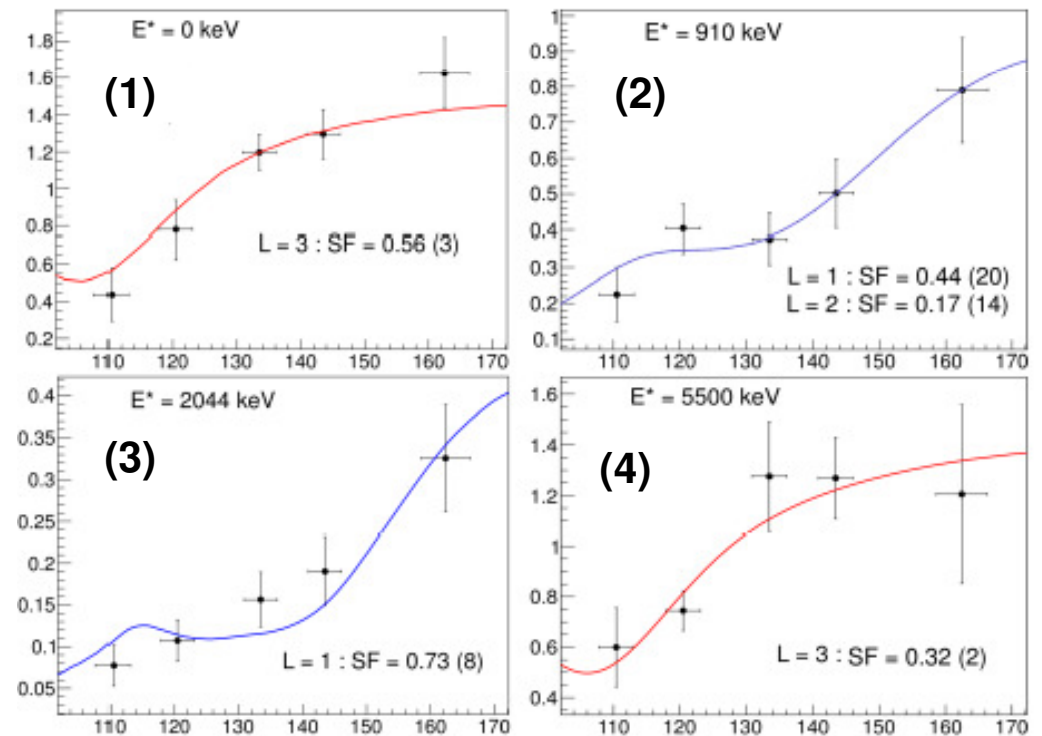 E* = 0 keV
(1)
L = 3 : SF = 0.56 (3)
1.8
1.6
1.4
1.2
1
0.8
0.6
0.4
0.2
110 120 130 140 150 160 170
E* = 910 keV
(2)
L = 1 : SF = 0.44 (20)
L = 2 : SF = 0.17 (14)
1
0.9
0.8
0.7
0.6
0.5
0.4
0.3
0.2
0.1
110 120 130 140 150 160 170
E* = 2044 keV
(3)
L = 1 : SF = 0.73 (8)
0.4
0.35
0.3
0.25
0.2
0.15
0.1
0.05
110 120 130 140 150 160 170
E* = 5500 keV
(4)
L = 3 : SF = 0.32 (2)
1.6
1.4
1.2
1
0.8
0.6
0.4
110 120 130 140 150 160 170